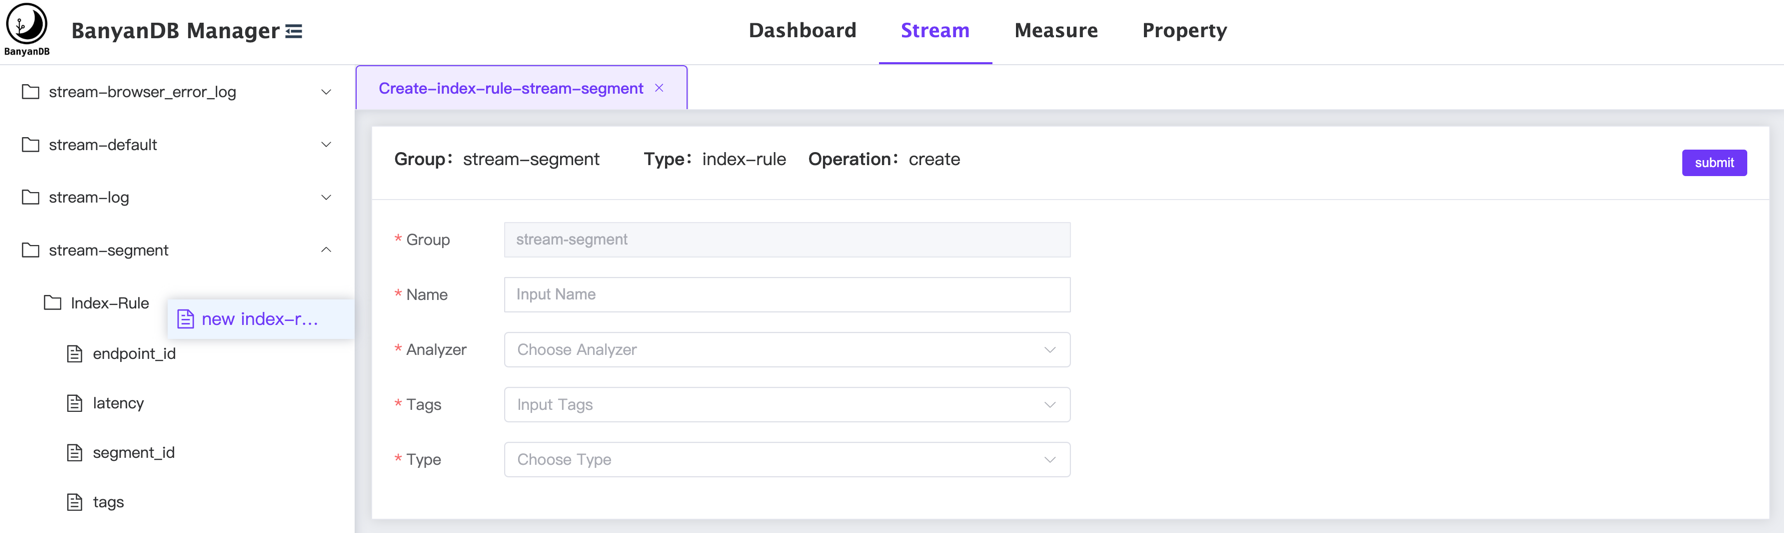 BanyanDB
BanyanDB Manager
Dashboard
Stream
Measure
Property
stream-browser_error_log
stream-default
stream-log
stream-segment
Index-Rule
new index-r...
endpoint_id
latency
segment_id
tags
Create-index-rule-stream-segment ×
Group: stream-segment Type: index-rule Operation: create
submit
* Group stream-segment
* Name Input Name
* Analyzer Choose Analyzer
* Tags Input Tags
* Type Choose Type